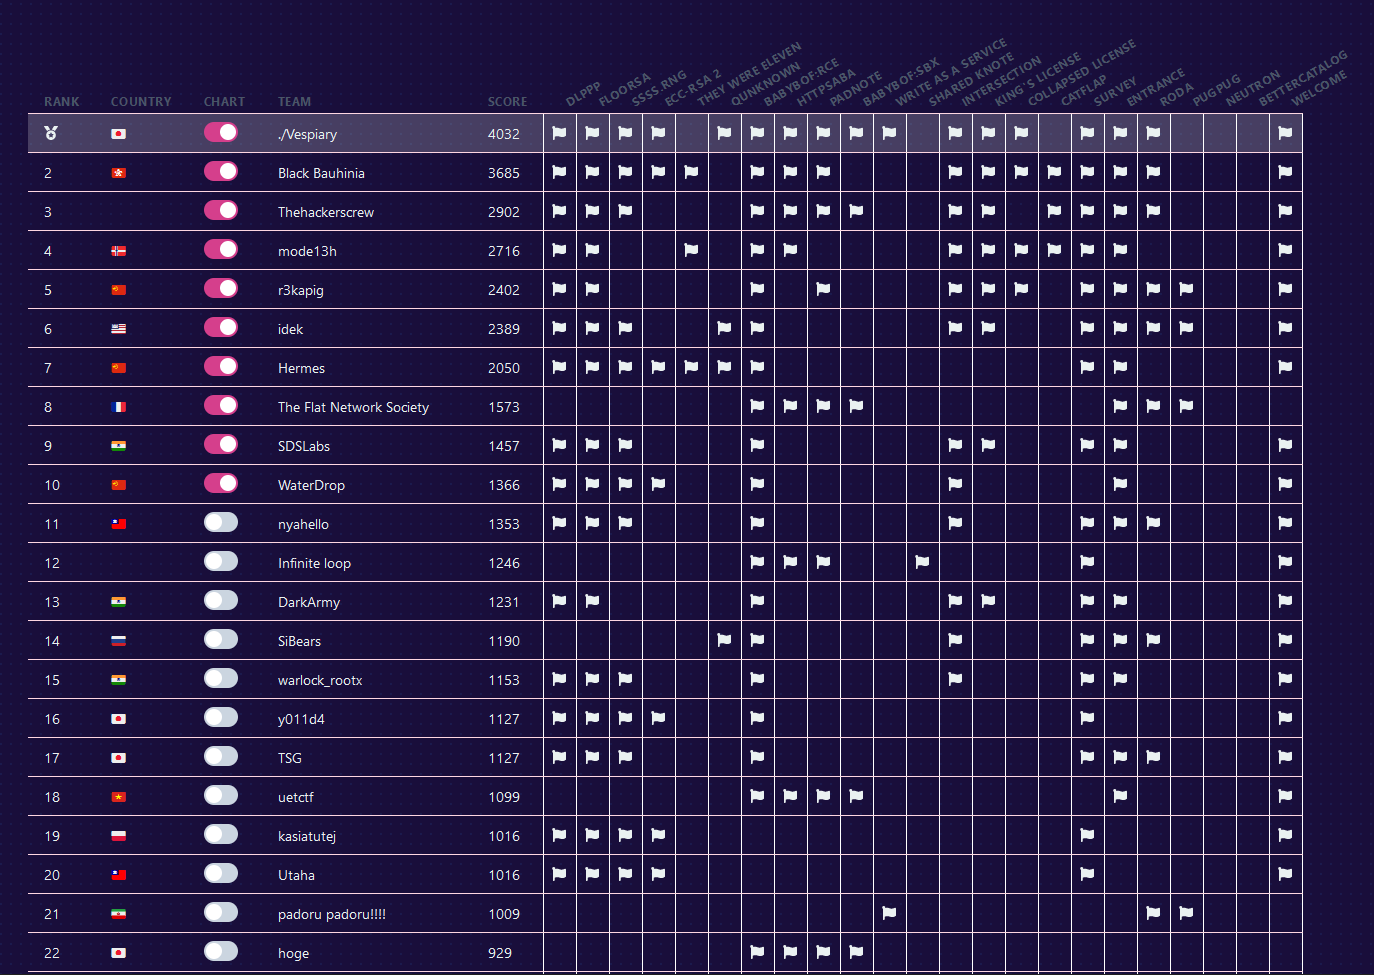 RANK COUNTRY CHART TEAM SCORE DLPPP FLOORSA SSSS.RNG ECC-RSA 2 THEY WERE ELEVEN QUNKNOWN BABYBOF:RCE HTTPSABA PADNOTE BABYBOF:SBX WRITE AS A SERVICE SHARED KNOTE INTERSECTION KING'S LICENSE COLLAPSED LICENSE CATFLAP SURVEY ENTRANCE RODA PUGPUG NEUTRON BETTERCATALOG WELCOME
./Vespiary 4032
2 Black Bauhinia 3685
3 Thehackerscrew 2902
4 mode13h 2716
5 r3kapig 2402
6 idek 2389
7 Hermes 2050
8 The Flat Network Society 1573
9 SDSLabs 1457
10 WaterDrop 1366
11 nyahello 1353
12 Infinite loop 1246
13 DarkArmy 1231
14 SiBears 1190
15 warlock_rootx 1153
16 y011d4 1127
17 TSG 1127
18 uetctf 1099
19 kasiatutej 1016
20 Utaha 1016
21 padoru padoru!!!! 1009
22 hoge 929